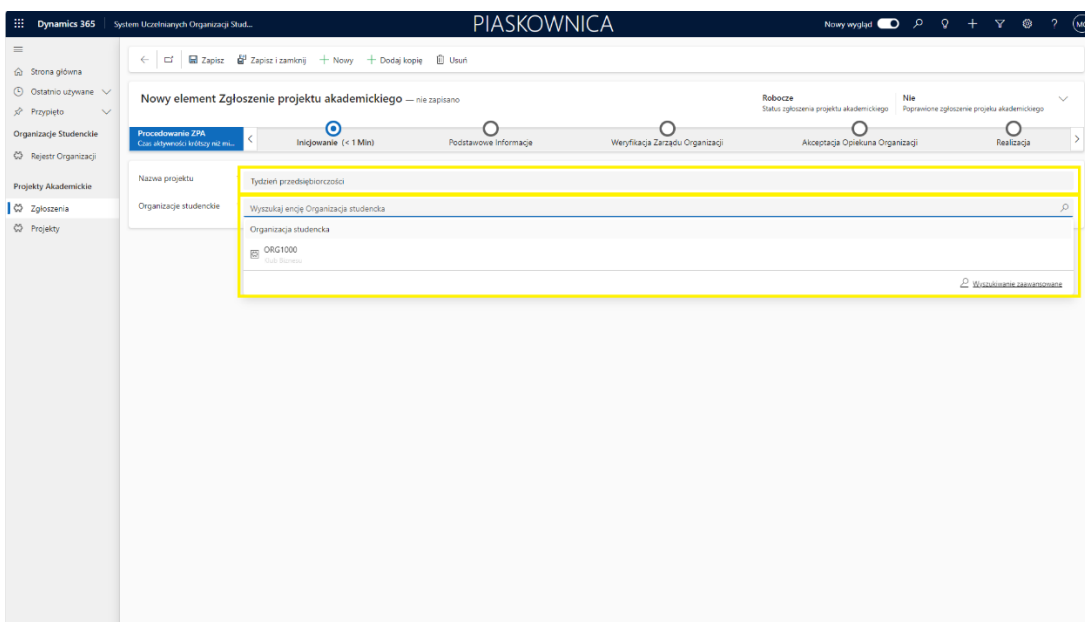 Dynamics 365
System Uczelnianych Organizacji Stud...
PIASKOWNICA
Nowy wygląd
Strona główna
Ostatnio używane
Przypięto
Organizacje Studenckie
Rejestr Organizacji
Projekty Akademickie
Zgłoszenia
Projekty
Zapisz
Zapisz i zamknij
Nowy
Dodaj kopię
Usuń
Nowy element Zgłoszenie projektu akademickiego — nie zapisano
Robocze
Status zgłoszenia projektu akademickiego
Nie
Poprawione zgłoszenie projeku akademickiego
Procedowanie ZPA
Czas aktywności krótszy niż mi...
Inicjowanie (< 1 Min)
Podstawowe Informacje
Weryfikacja Zarządu Organizacji
Akceptacja Opiekuna Organizacji
Realizacja
Nazwa projektu
Tydzień przedsiębiorczości
Organizacje studenckie
Wyszukaj encję Organizacja studencka
Organizacja studencka
ORG1000
Wyszukiwanie zaawansowane